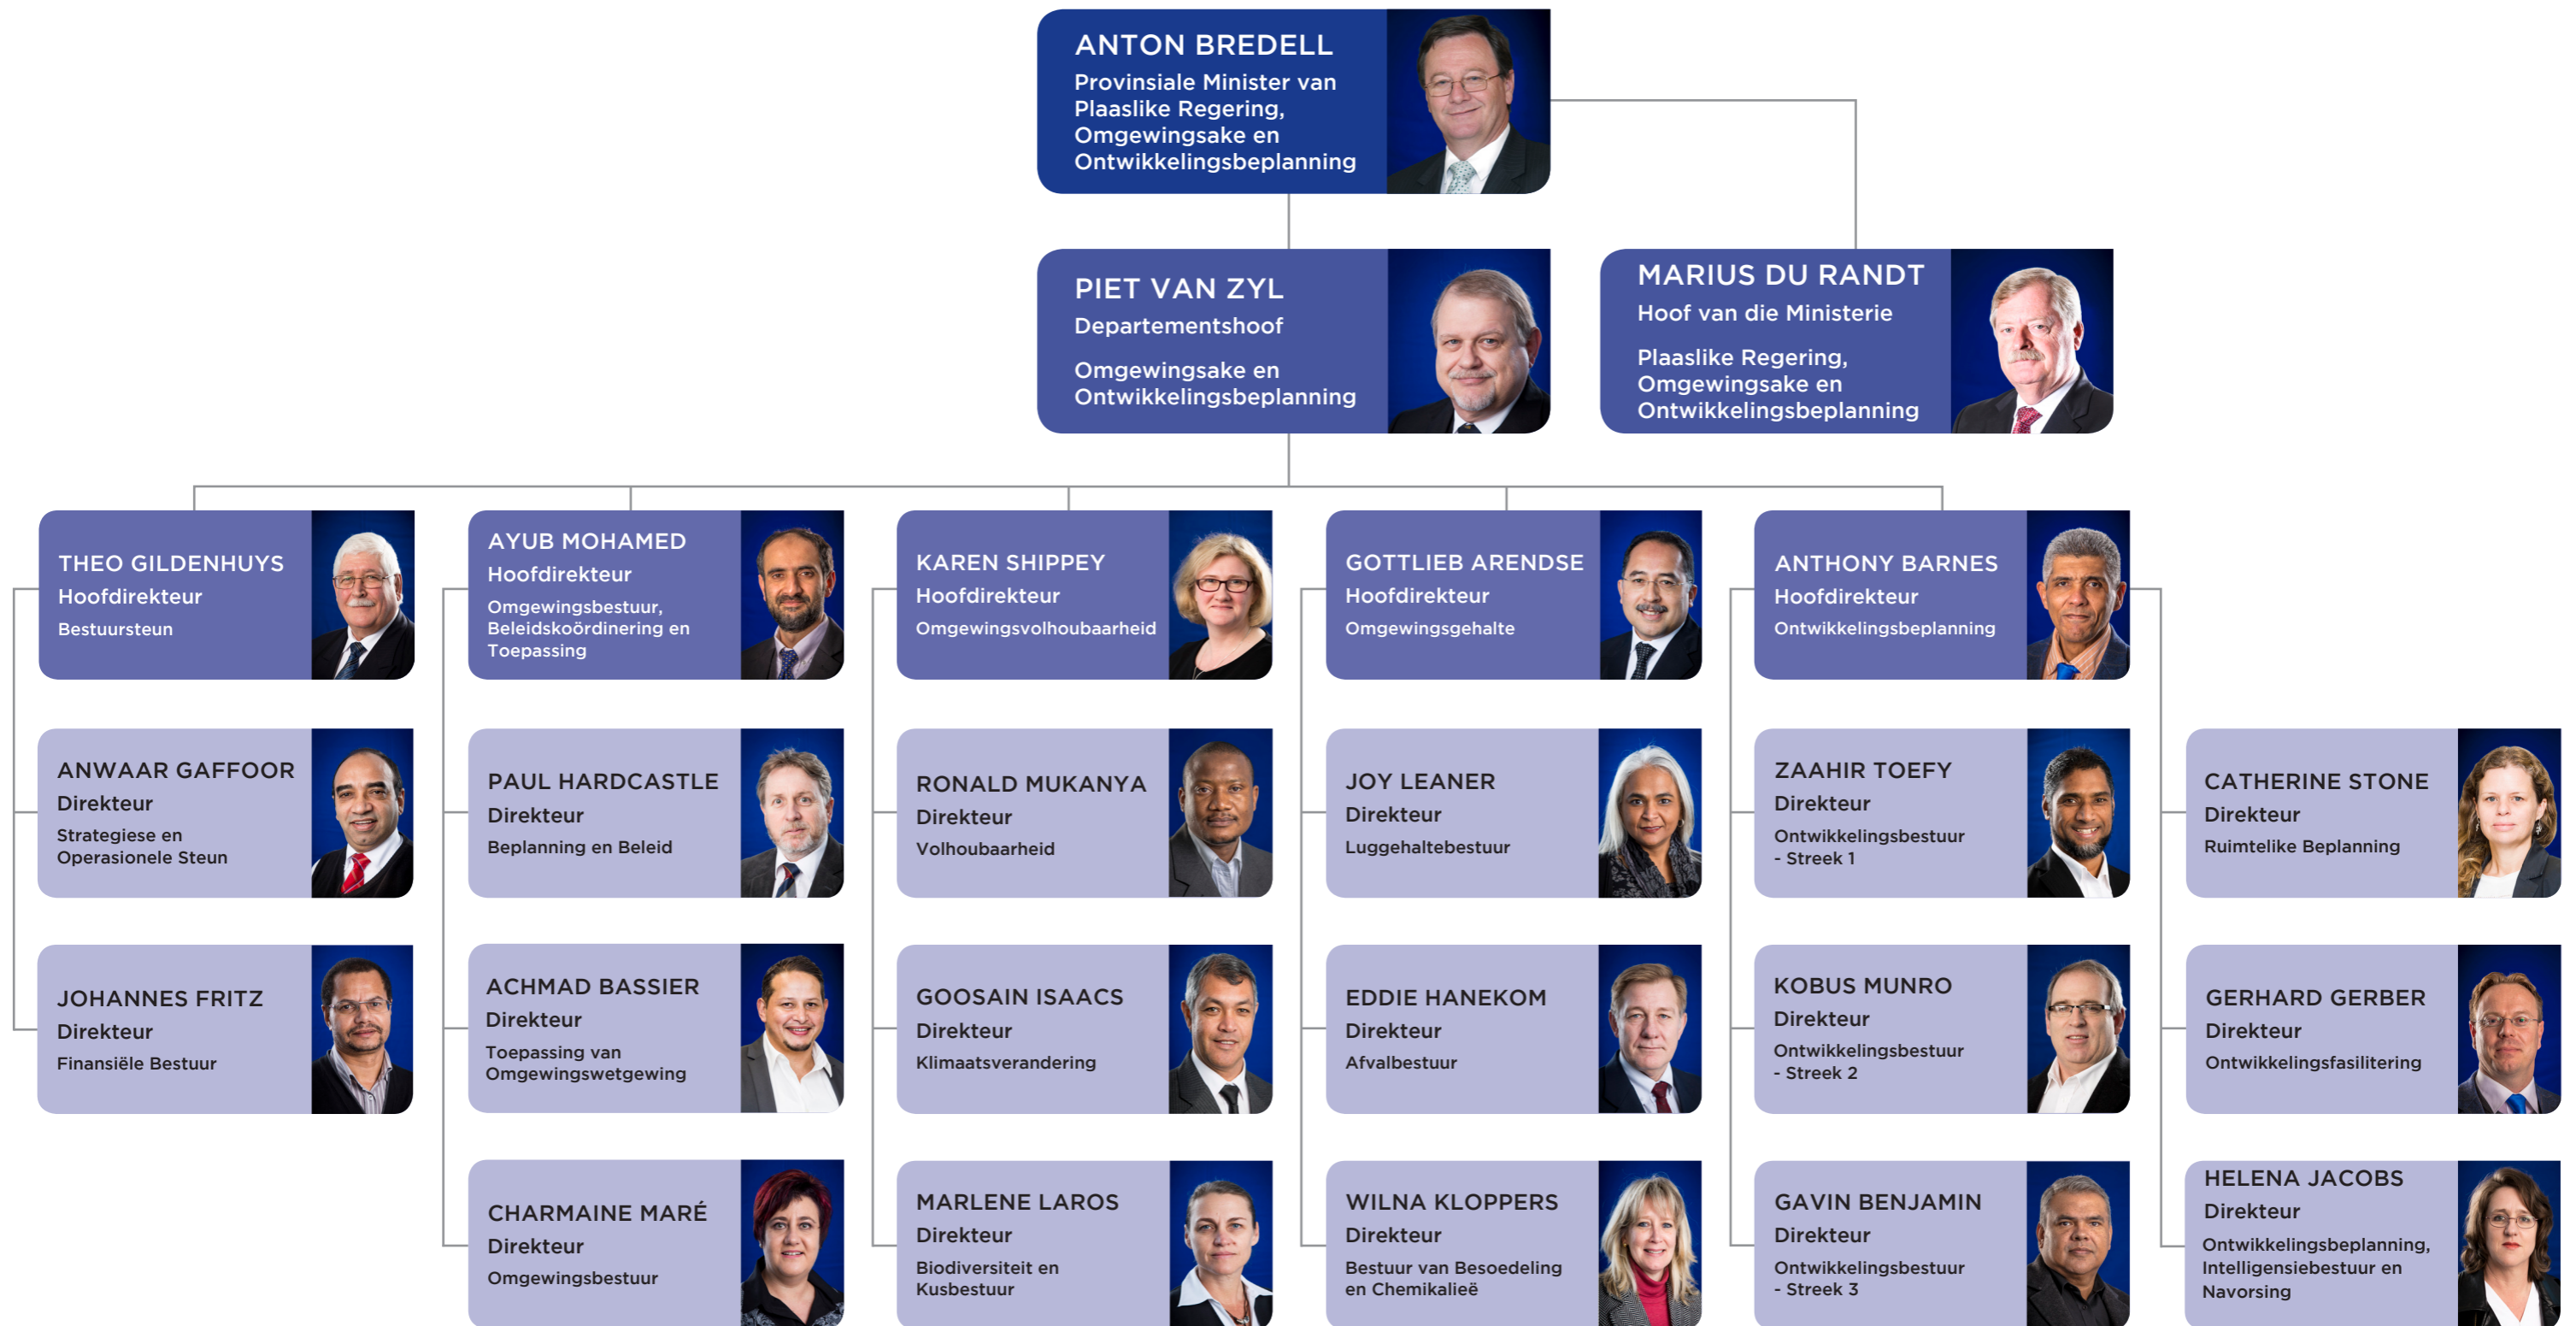 ANTON BREDELL
Provinsiale Minister van
Plaaslike Regering,
Omgewingsake en
Ontwikkelingsbeplanning
PIET VAN ZYL
Departementshoof
Omgewingsake en
Ontwikkelingsbeplanning
MARIUS DU RANDT
Hoof van die Ministerie
Plaaslike Regering,
Omgewingsake en
Ontwikkelingsbeplanning
THEO GILDENHUYS
Hoofdirekteur
Bestuursteun
AYUB MOHAMED
Hoofdirekteur
Omgewingsbestuur,
Beleidskoördinering en
Toepassing
KAREN SHIPPEY
Hoofdirekteur
Omgewingsvolhoubaarheid
GOTTLIEB ARENDSE
Hoofdirekteur
Omgewingsgehalte
ANTHONY BARNES
Hoofdirekteur
Ontwikkelingsbeplanning
ANWAAR GAFFOOR
Direkteur
Strategiese en
Operasionele Steun
PAUL HARDCASTLE
Direkteur
Beplanning en Beleid
RONALD MUKANYA
Direkteur
Volhoubaarheid
JOY LEANER
Direkteur
Luggehaltebestuur
ZAAHIR TOEFY
Direkteur
Ontwikkelingsbestuur
- Streek 1
CATHERINE STONE
Direkteur
Ruimtelike Beplanning
JOHANNES FRITZ
Direkteur
Finansiële Bestuur
ACHMAD BASSIER
Direkteur
Toepassing van
Omgewingswetgewing
GOOSAIN ISAACS
Direkteur
Klimaatsverandering
EDDIE HANEKOM
Direkteur
Afvalbestuur
KOBUS MUNRO
Direkteur
Ontwikkelingsbestuur
- Streek 2
GERHARD GERBER
Direkteur
Ontwikkelingsfasilitering
CHARMAINE MARÉ
Direkteur
Omgewingsbestuur
MARLENE LAROS
Direkteur
Biodiversiteit en
Kusbestuur
WILNA KLOPPERS
Direkteur
Bestuur van Besoedeling
en Chemikalieë
GAVIN BENJAMIN
Direkteur
Ontwikkelingsbestuur
- Streek 3
HELENA JACOBS
Direkteur
Ontwikkelingsbeplanning,
Intelligensiebestuur en
Navorsing